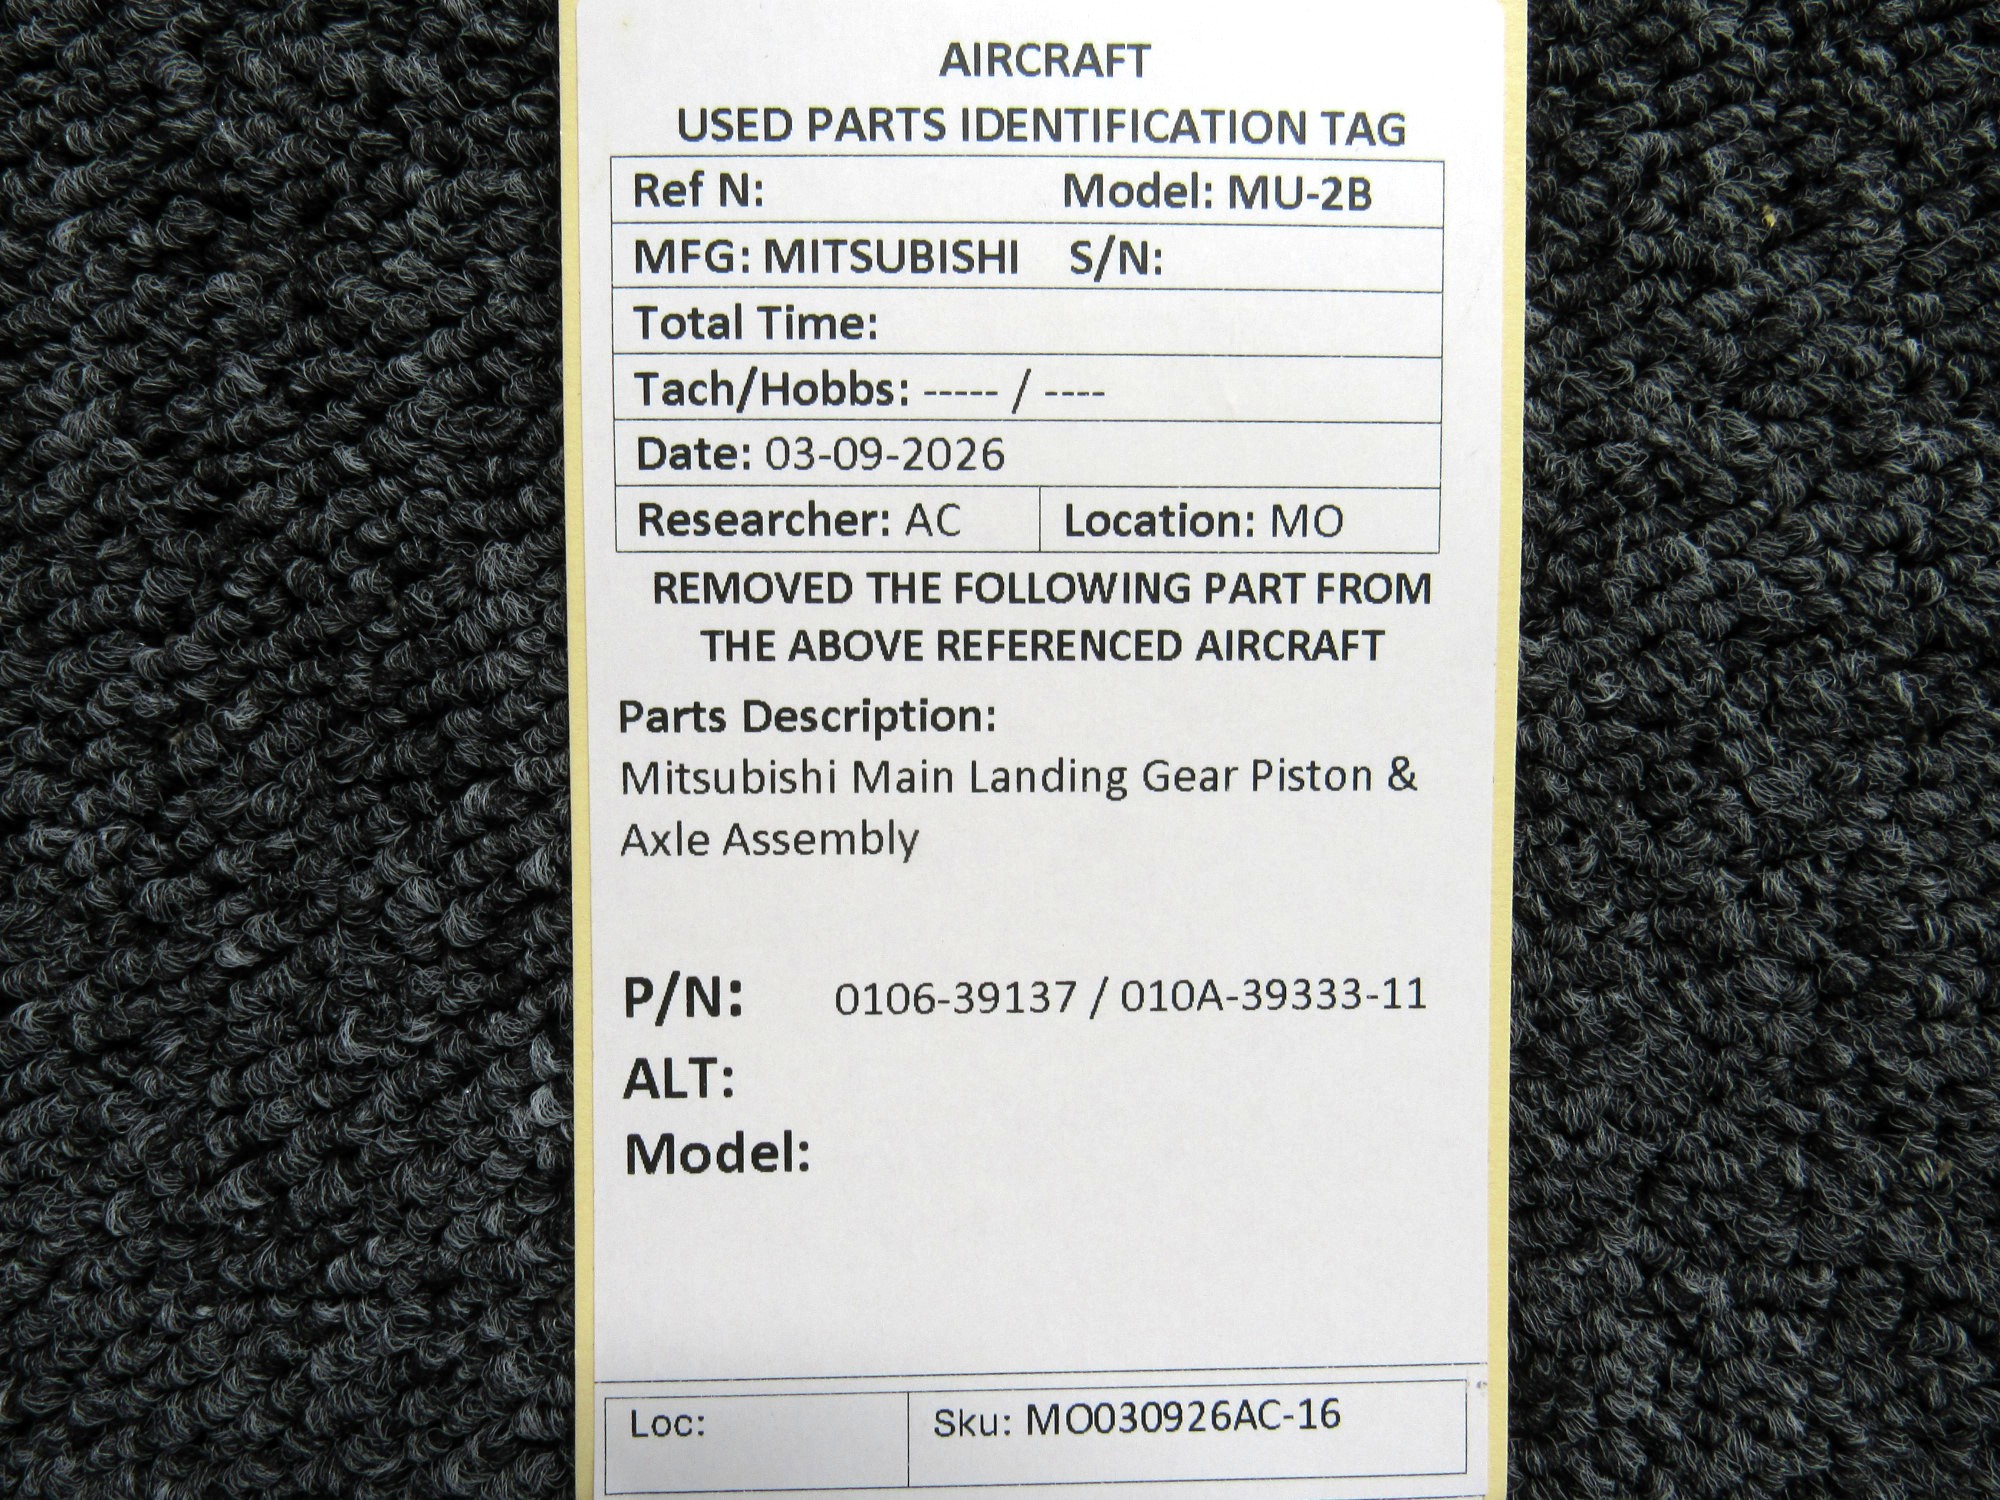 AIRCRAFT
USED PARTS IDENTIFICATION TAG
Ref N: Model: MU-2B
MFG: MITSUBISHI S/N:
Total Time:
Tach/Hobbs: ----- / ----
Date: 03-09-2026
Researcher: AC Location: MO
REMOVED THE FOLLOWING PART FROM
THE ABOVE REFERENCED AIRCRAFT
Parts Description:
Mitsubishi Main Landing Gear Piston &
Axle Assembly
P/N: 0106-39137 / 010A-39333-11
ALT:
Model:
Loc: Sku: MO030926AC-16